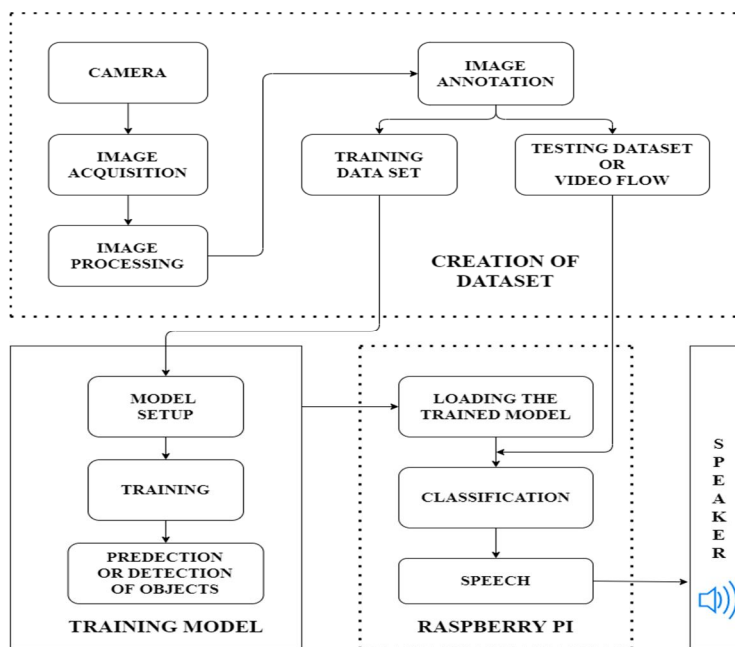 CAMERA
IMAGE
ACQUISITION
IMAGE
PROCESSING
IMAGE
ANNOTATION
TRAINING
DATA SET
TESTING DATASET
OR
VIDEO FLOW
CREATION OF
DATASET
MODEL
SETUP
TRAINING
PREDECTION
OR DETECTION
OF OBJECTS
TRAINING MODEL
LOADING THE
TRAINED MODEL
CLASSIFICATION
SPEECH
RASPBERRY PI
SPEAKER